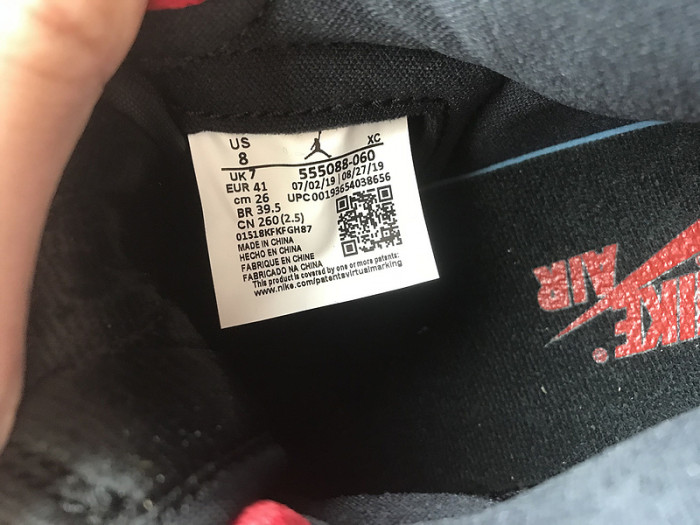 US XC
8
UK 7 555088-060
EUR 41 07/02/19 | 08/27/19
cm 26 UPC00193654038656
BR 39.5
CN 260 (2.5)
01518KFKFGH87
MADE IN CHINA
HECHO EN CHINA
FABRIQUE EN CHINE
FABRICADO NA CHINA
This product is covered by one or more patents:
www.nike.com/patentsvirtualmarking
NIKE
AIR
®